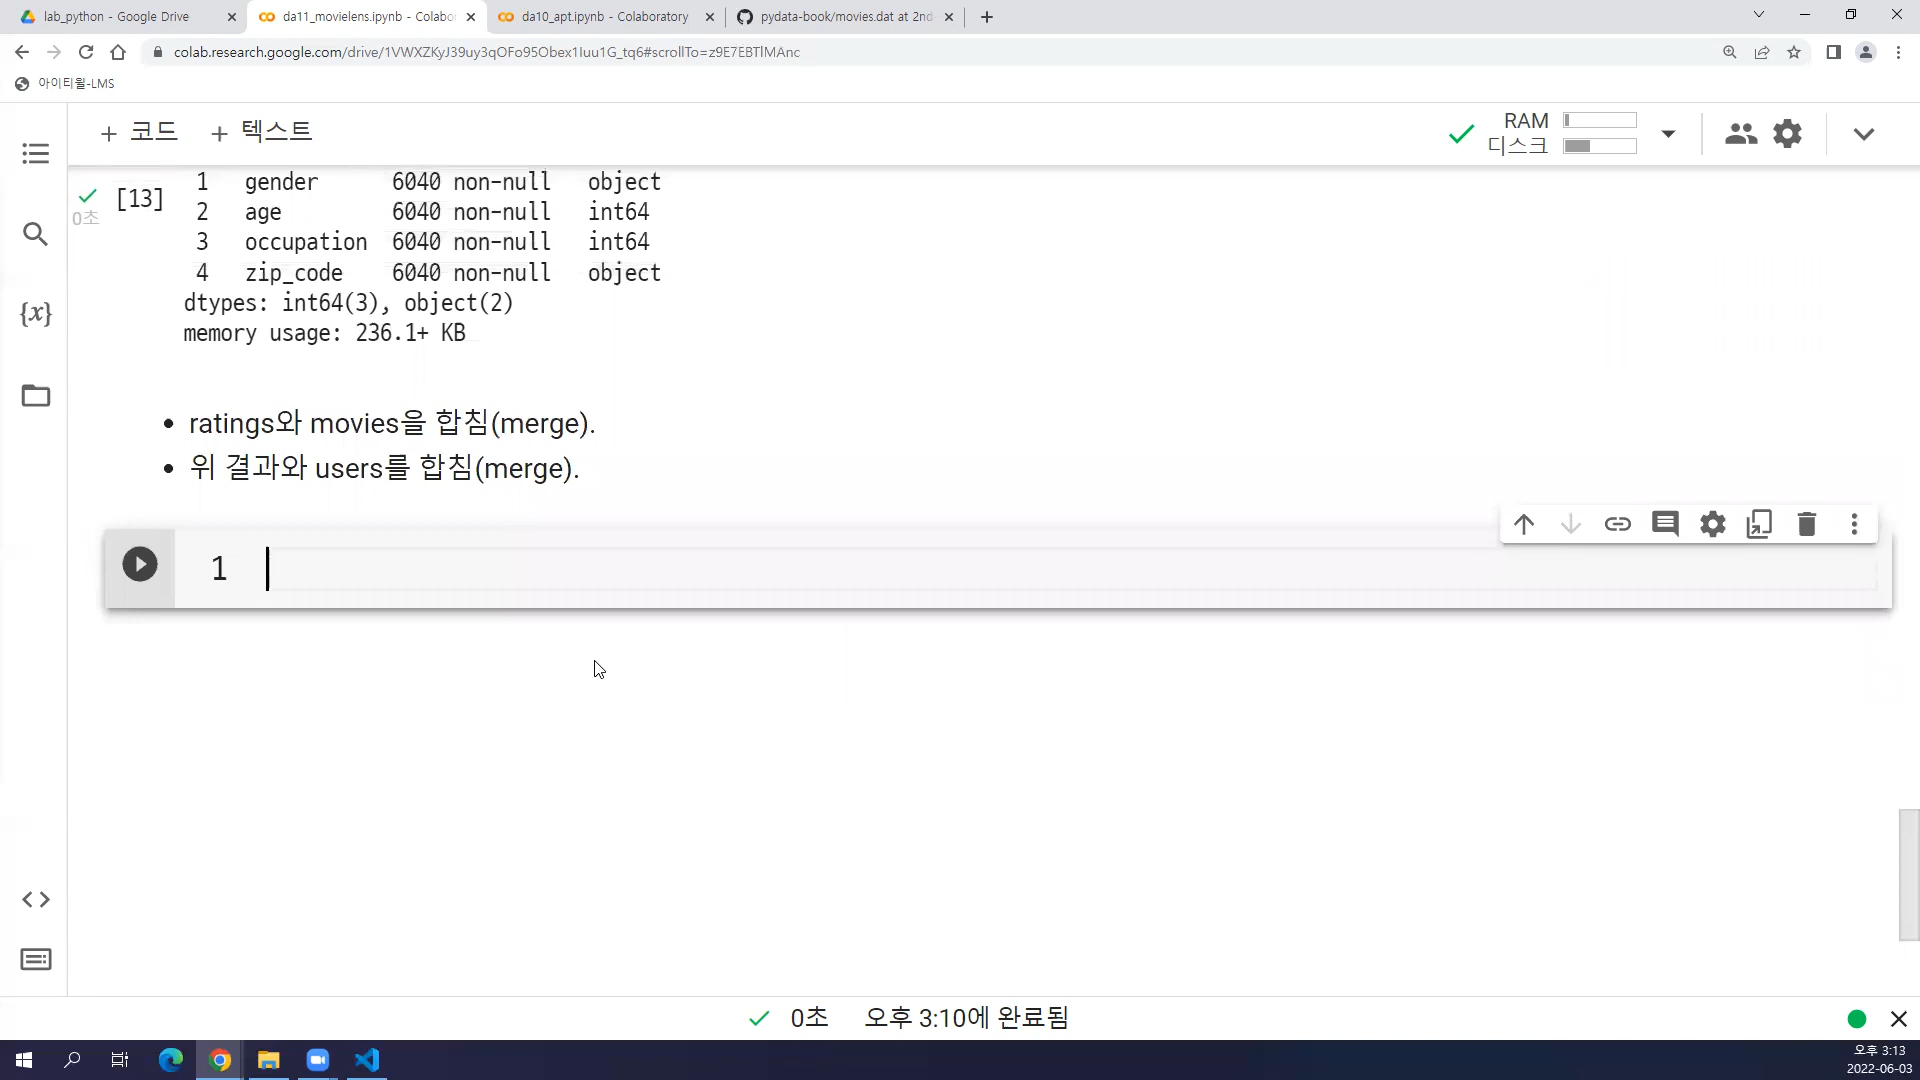 lab_python - Google Drive
da11_movielens.ipynb - Colabo
da10_apt.ipynb - Colaboratory
pydata-book/movies.dat at 2nd
colab.research.google.com/drive/1VWXZKyJ39uy3qOFo95Obex1Iuu1G_tq6#scrollTo=z9E7EBTlMAnc
아이티윌-LMS
+ 코드 + 텍스트
RAM
디스크
[13]
0초
1 gender 6040 non-null object
2 age 6040 non-null int64
3 occupation 6040 non-null int64
4 zip_code 6040 non-null object
dtypes: int64(3), object(2)
memory usage: 236.1+ KB
{x}
• ratings와 movies을 합침(merge).
• 위 결과와 users를 합침(merge).
1
0초 오후 3:10에 완료됨
오후 3:13
2022-06-03